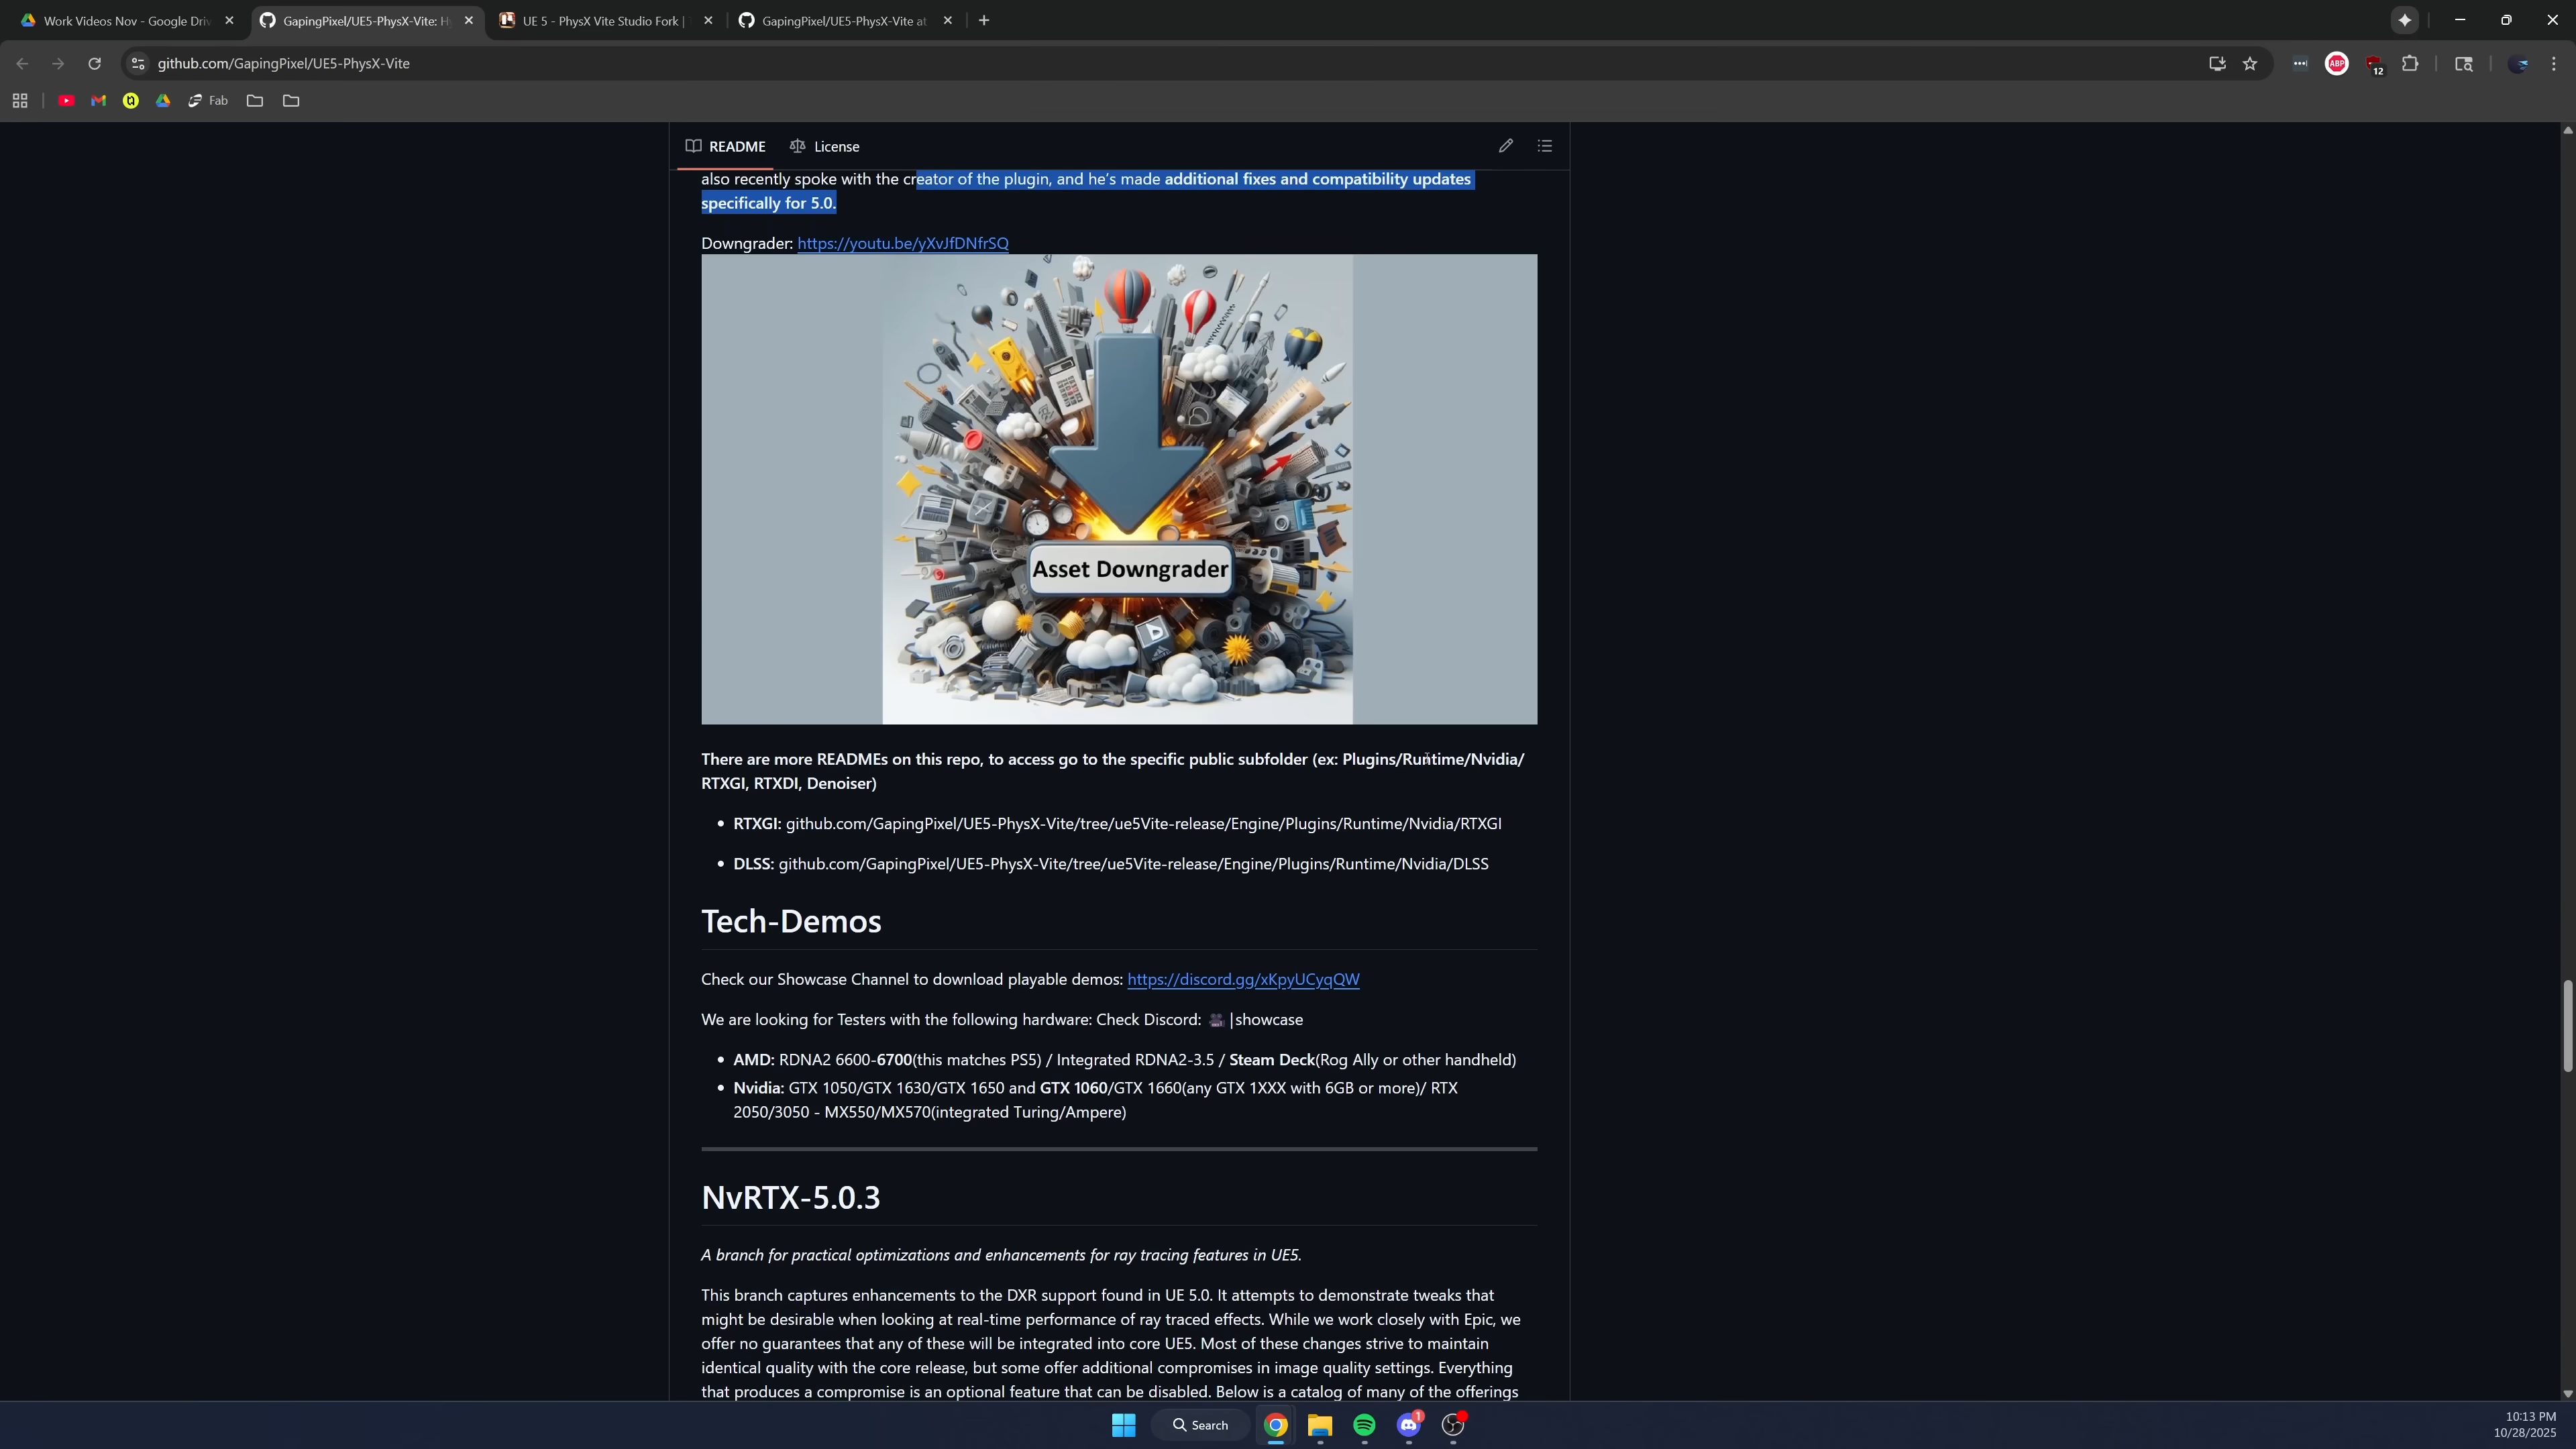 Work Videos Nov - Google Driv
GapingPixel/UE5-PhysX-Vite: Hy
UE 5 - PhysX Vite Studio Fork |
GapingPixel/UE5-PhysX-Vite at
github.com/GapingPixel/UE5-PhysX-Vite
ABP
12
Fab
README
License
also recently spoke with the creator of the plugin, and he's made additional fixes and compatibility updates
specifically for 5.0.
Downgrader: https://youtu.be/yXvJfDNfrSQ
Asset Downgrader
There are more READMEs on this repo, to access go to the specific public subfolder (ex: Plugins/Runtime/Nvidia/
RTXGI, RTXDI, Denoiser)
• RTXGI: github.com/GapingPixel/UE5-PhysX-Vite/tree/ue5Vite-release/Engine/Plugins/Runtime/Nvidia/RTXGI
• DLSS: github.com/GapingPixel/UE5-PhysX-Vite/tree/ue5Vite-release/Engine/Plugins/Runtime/Nvidia/DLSS
Tech-Demos
Check our Showcase Channel to download playable demos: https://discord.gg/xKpyUCyqQW
We are looking for Testers with the following hardware: Check Discord: 🎥 |showcase
• AMD: RDNA2 6600-6700(this matches PS5) / Integrated RDNA2-3.5 / Steam Deck(Rog Ally or other handheld)
• Nvidia: GTX 1050/GTX 1630/GTX 1650 and GTX 1060/GTX 1660(any GTX 1XXX with 6GB or more)/ RTX
2050/3050 - MX550/MX570(integrated Turing/Ampere)
NvRTX-5.0.3
A branch for practical optimizations and enhancements for ray tracing features in UE5.
This branch captures enhancements to the DXR support found in UE 5.0. It attempts to demonstrate tweaks that
might be desirable when looking at real-time performance of ray traced effects. While we work closely with Epic, we
offer no guarantees that any of these will be integrated into core UE5. Most of these changes strive to maintain
identical quality with the core release, but some offer additional compromises in image quality settings. Everything
that produces a compromise is an optional feature that can be disabled. Below is a catalog of many of the offerings
Search
1
10:13 PM
10/28/2025